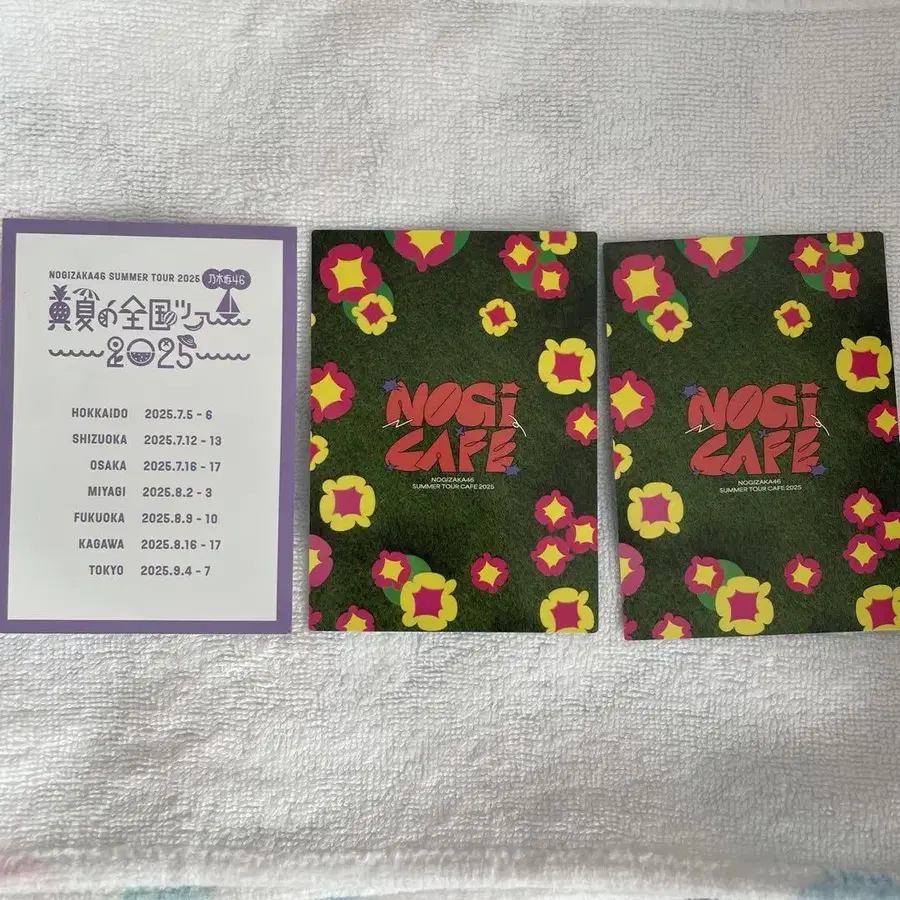 NOGIZAKA46 SUMMER TOUR 2025 乃木坂46
真夏の全国ツアー
2025
HOKKAIDO 2025.7.5 - 6
SHIZUOKA 2025.7.12 - 13
OSAKA 2025.7.16 - 17
MIYAGI 2025.8.2 - 3
FUKUOKA 2025.8.9 - 10
KAGAWA 2025.8.16 - 17
TOKYO 2025.9.4 - 7
NOGI
CAFE
NOGIZAKA46
SUMMER TOUR CAFE 2025
NOGI
CAFE
NOGIZAKA46
SUMMER TOUR CAFE 2025